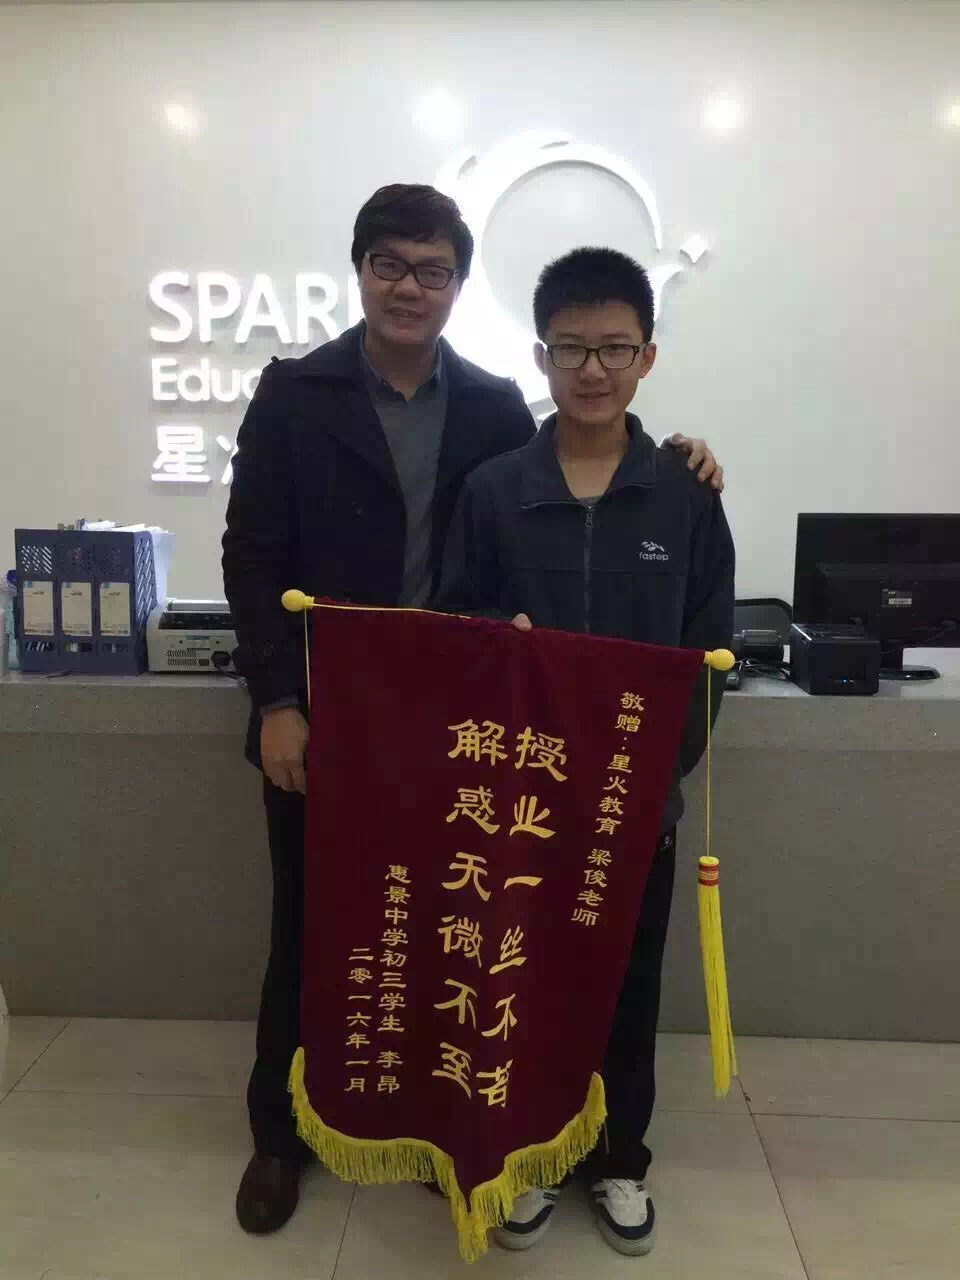 SPAR
Educa
星火
fastep
敬赠：星火教育 梁俊老师
授业一丝不苟
解惑无微不至
惠景中学初三学生 李昂
二零一六年一月